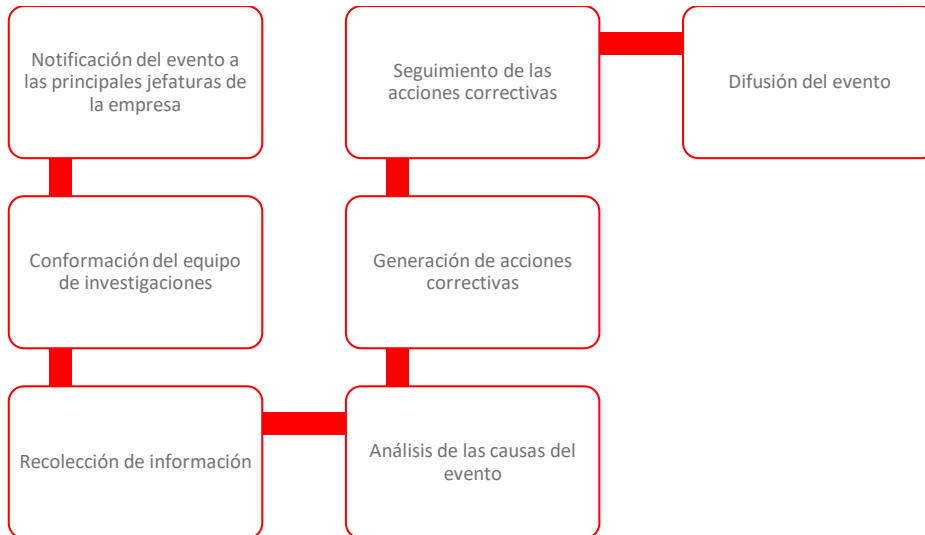 Notificación del evento a
las principales jefaturas de
la empresa
Conformación del equipo
de investigaciones
Recolección de información
Análisis de las causas del
evento
Generación de acciones
correctivas
Seguimiento de las
acciones correctivas
Difusión del evento